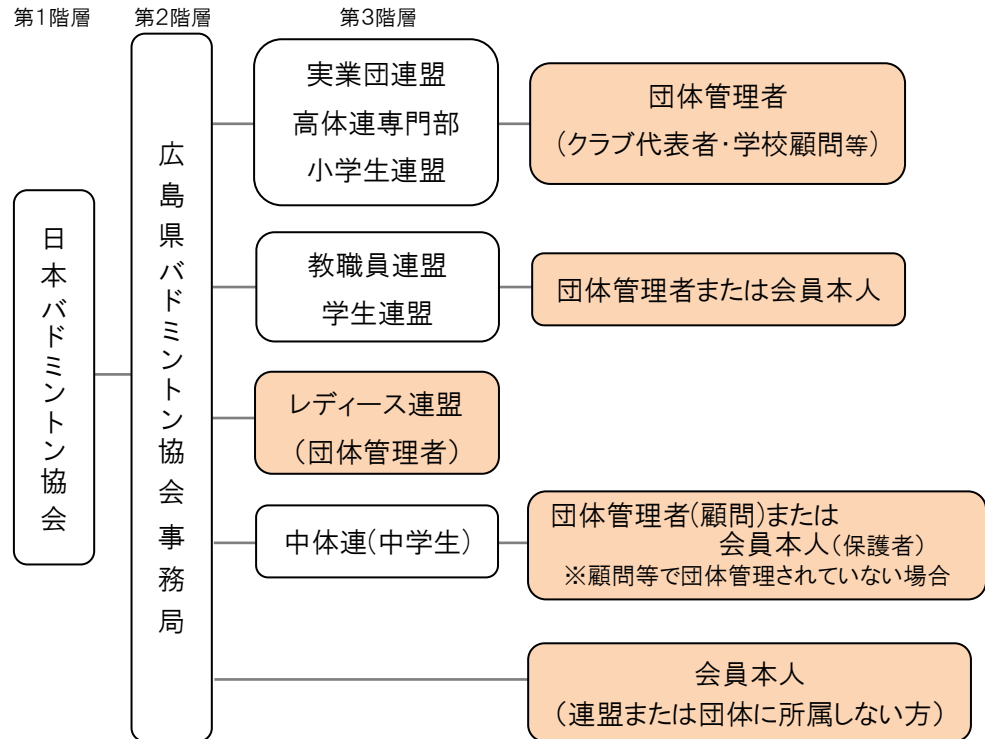 第1階層
第2階層
第3階層
日本バドミントン協会
広島県バドミントン協会事務局
実業団連盟
高体連専門部
小学生連盟
団体管理者
(クラブ代表者・学校顧問等)
教職員連盟
学生連盟
団体管理者または会員本人
レディース連盟
(団体管理者)
中体連(中学生)
団体管理者(顧問)または
会員本人(保護者)
※顧問等で団体管理されていない場合
会員本人
(連盟または団体に所属しない方)